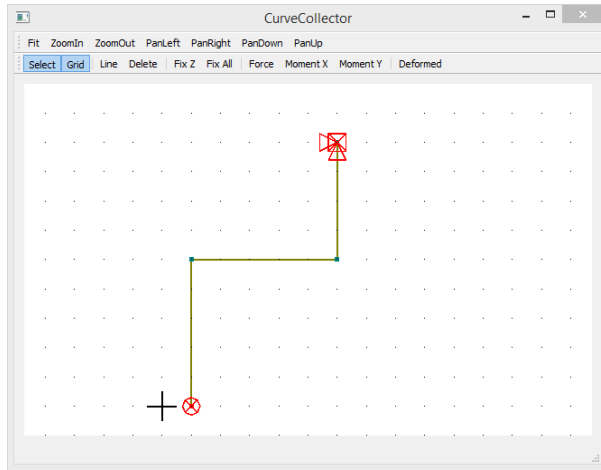 CurveCollector
Fit ZoomIn ZoomOut PanLeft PanRight PanDown PanUp
Select Grid Line Delete Fix Z Fix All Force Moment X Moment Y Deformed